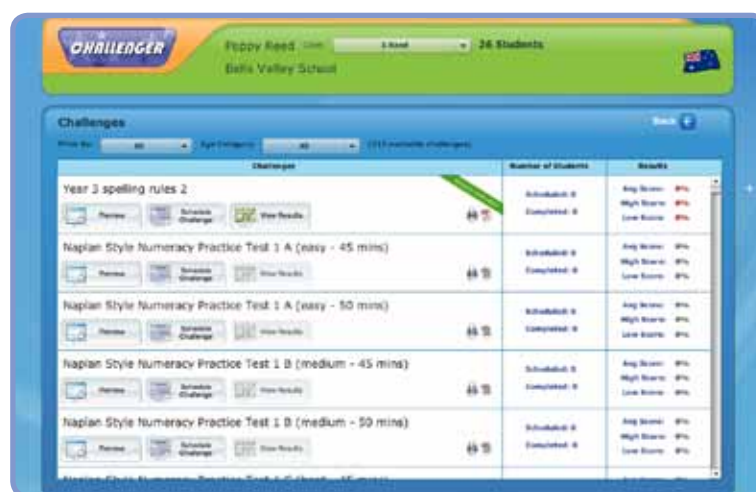 CHALLENGER
Poppy Reed
26 Students
Bells Valley School
Challenges
Back
Challenges
Number of Students
Results
Year 3 spelling rules 2
Preview
Schedule Challenge
View Results
Scheduled: 0
Completed: 0
Avg Score: 0%
High Score: 0%
Low Score: 0%
Naplan Style Numeracy Practice Test 1 A (easy - 45 mins)
Preview
Schedule Challenge
View Results
Scheduled: 0
Completed: 0
Avg Score: 0%
High Score: 0%
Low Score: 0%
Naplan Style Numeracy Practice Test 1 A (easy - 50 mins)
Preview
Schedule Challenge
View Results
Scheduled: 0
Completed: 0
Avg Score: 0%
High Score: 0%
Low Score: 0%
Naplan Style Numeracy Practice Test 1 B (medium - 45 mins)
Preview
Schedule Challenge
View Results
Scheduled: 0
Completed: 0
Avg Score: 0%
High Score: 0%
Low Score: 0%
Naplan Style Numeracy Practice Test 1 B (medium - 50 mins)
Preview
Schedule Challenge
View Results
Scheduled: 0
Completed: 0
Avg Score: 0%
High Score: 0%
Low Score: 0%